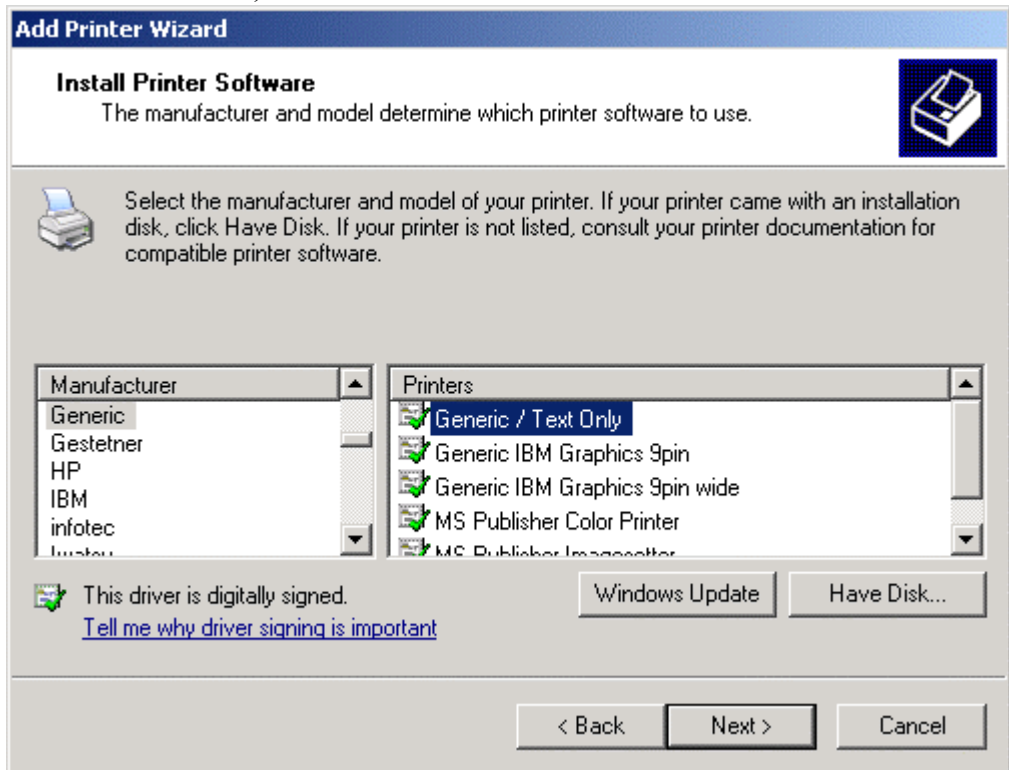 Add Printer Wizard
Install Printer Software
The manufacturer and model determine which printer software to use.
Select the manufacturer and model of your printer. If your printer came with an installation
disk, click Have Disk. If your printer is not listed, consult your printer documentation for
compatible printer software.
Manufacturer
Generic
Gestetner
HP
IBM
infotec
Printers
Generic / Text Only
Generic IBM Graphics 9pin
Generic IBM Graphics 9pin wide
MS Publisher Color Printer
MS Publisher Imagesetter
This driver is digitally signed.
Tell me why driver signing is important
Windows Update
Have Disk...
< Back
Next >
Cancel